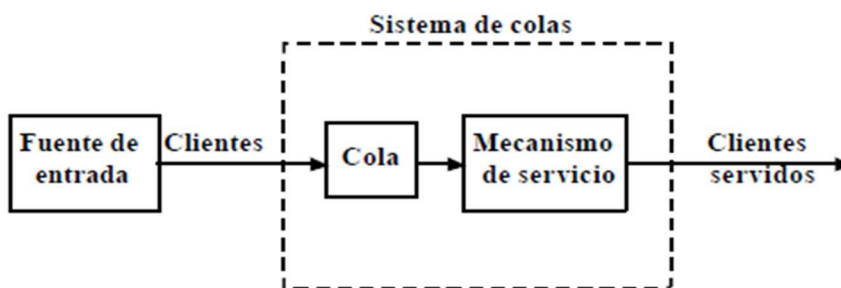 Sistema de colas
Fuente de
entrada
Clientes
Cola
Mecanismo
de servicio
Clientes
servidos